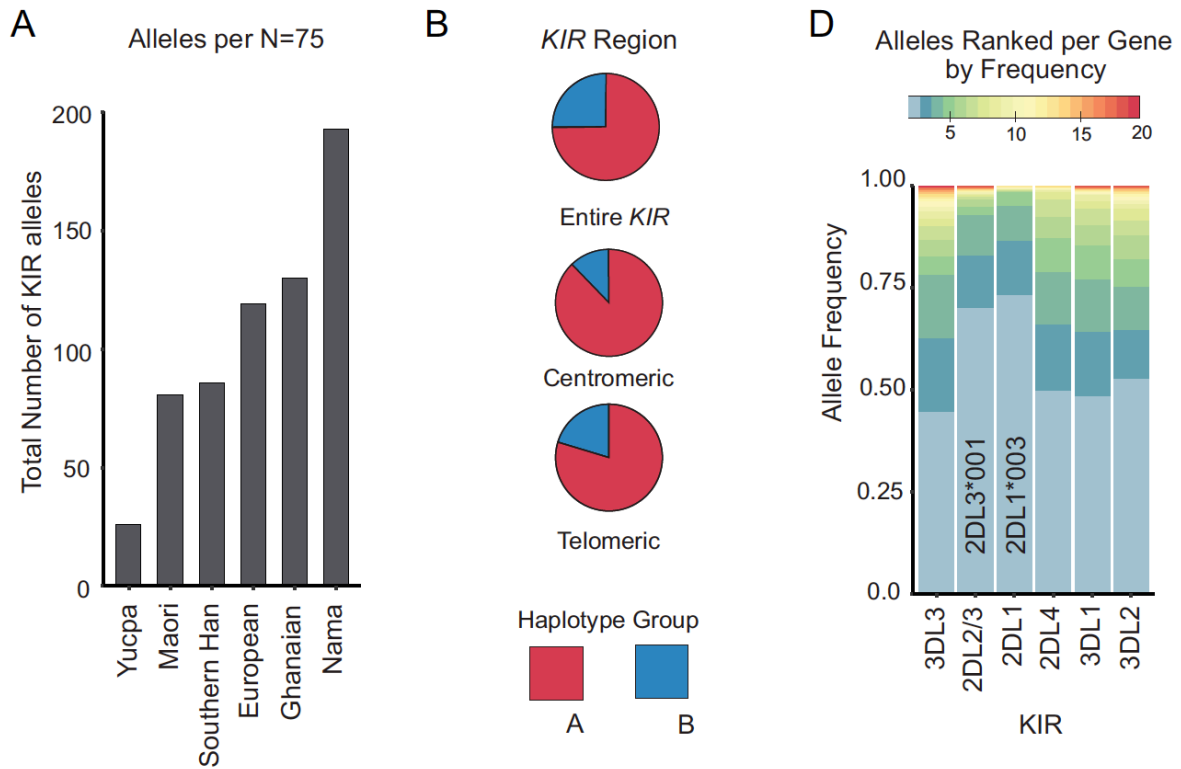 A
Alleles per N=75
Total Number of KIR alleles
200
150
100
50
0
Yucpa
Maori
Southern Han
European
Ghanaian
Nama
B
KIR Region
Entire KIR
Centromeric
Telomeric
Haplotype Group
A
B
D
Alleles Ranked per Gene
by Frequency
5
10
15
20
Allele Frequency
1.00
0.75
0.50
0.25
0.0
2DL3*001
2DL1*003
3DL3
2DL2/3
2DL1
2DL4
3DL1
3DL2
KIR